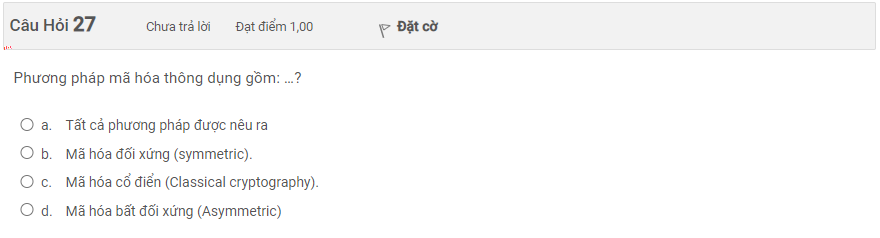 Câu Hỏi 27 Chưa trả lời Đạt điểm 1,00 Đặt cờ
Phương pháp mã hóa thông dụng gồm: ...?
a. Tất cả phương pháp được nêu ra
b. Mã hóa đối xứng (symmetric).
c. Mã hóa cổ điển (Classical cryptography).
d. Mã hóa bất đối xứng (Asymmetric)